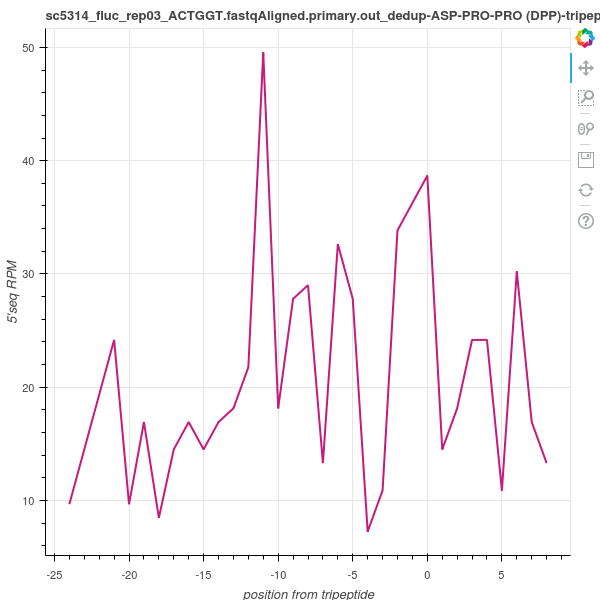 sc5314_fluc_rep03_ACTGGT.fastqAligned.primary.out_dedup-ASP-PRO-PRO (DPP)-tripep
50
40
30
20
10
5'seq RPM
-25 -20 -15 -10 -5 0 5
position from tripeptide